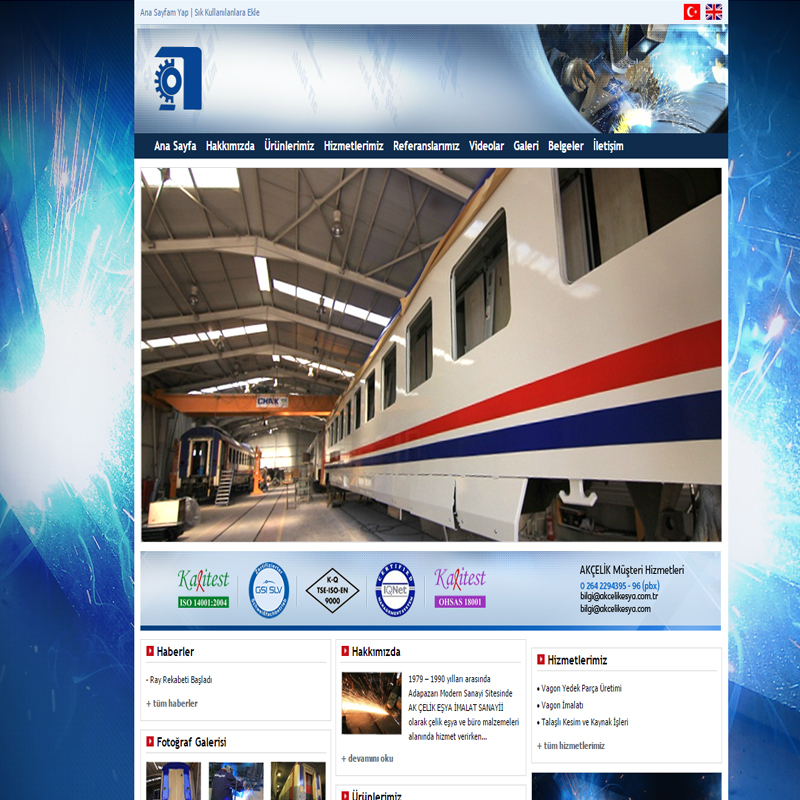 Ana Sayfam Yap | Sık Kullanılanlara Ekle
Ana Sayfa Hakkımızda Ürünlerimiz Hizmetlerimiz Referanslarımız Videolar Galeri Belgeler İletişim
CHAK
Kalitest
ISO 14001:2004
GSI SLV
K-Q
TSE-ISO-EN
9000
CERTIFIED
IQNet
Kalitest
OHSAS 18001
AKÇELİK Müşteri Hizmetleri
0 264 2294395 - 96 (pbx)
bilgi@akcelikesya.com.tr
bilgi@akcelikesya.com
Haberler
- Ray Rekabeti Başladı
+ tüm haberler
Fotoğraf Galerisi
Hakkımızda
1979 – 1990 yılları arasında
Adapazarı Modern Sanayi Sitesinde
AK ÇELİK EŞYA İMALAT SANAYİİ
olarak çelik eşya ve büro malzemeleri
alanında hizmet verirken...
+ devamını oku
Ürünlerimiz
Hizmetlerimiz
• Vagon Yedek Parça Üretimi
• Vagon İmalatı
• Talaşlı Kesim ve Kaynak İşleri
+ tüm hizmetlerimiz